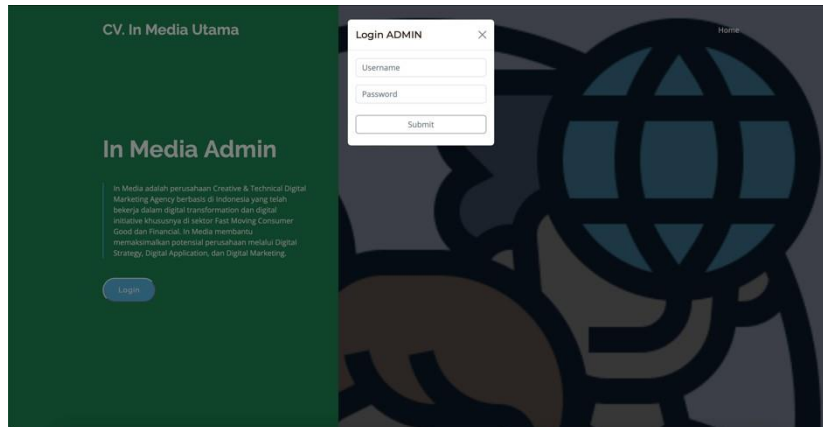 CV. In Media Utama
Home
Login ADMIN
Username
Password
Submit
In Media Admin
In Media adalah perusahaan Creative & Technical Digital
Marketing Agency berbasis di Indonesia yang telah
bekerja dalam digital transformation dan digital
initiative khususnya di sektor Fast Moving Consumer
Good dan Financial. In Media membantu
memaksimalkan potensial perusahaan melalui Digital
Strategy, Digital Application, dan Digital Marketing.
Login